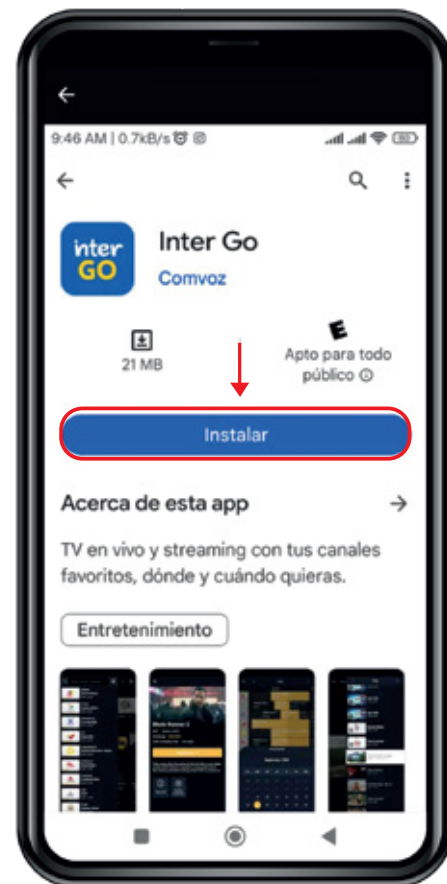 9:46 AM | 0.7kB/s
inter
GO
Inter Go
Comvoz
21 MB
E
Apto para todo
público
Instalar
Acerca de esta app
TV en vivo y streaming con tus canales
favoritos, dónde y cuándo quieras.
Entretenimiento